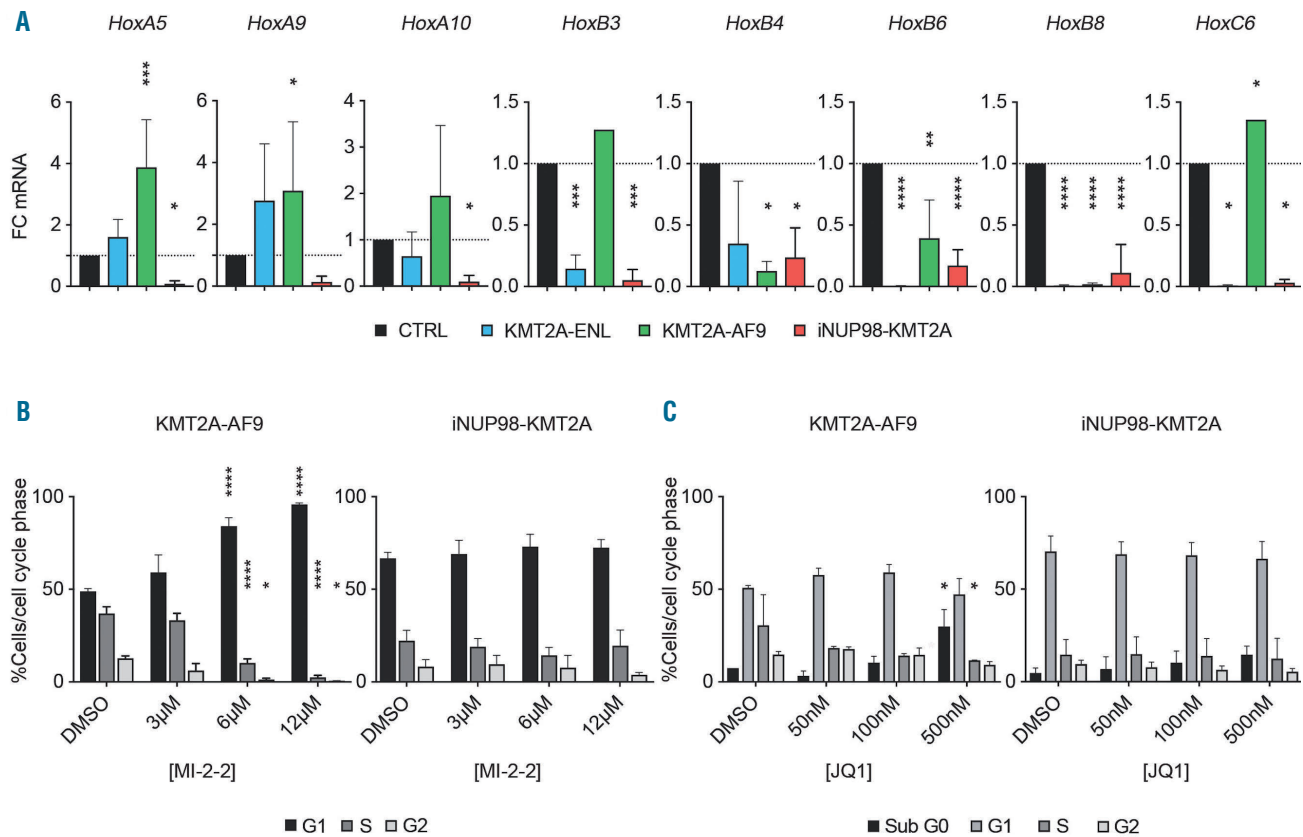 A
HoxA5 HoxA9 HoxA10 HoxB3 HoxB4 HoxB6 HoxB8 HoxC6
FC mRNA
6
4
2
0
*** *
6
4
2
0
*
4
3
2
1
0
*
1.5
1.0
0.5
0.0
*** ***
1.5
1.0
0.5
0.0
* *
1.5
1.0
0.5
0.0
**** ** ****
1.5
1.0
0.5
0.0
**** **** ****
1.5
1.0
0.5
0.0
* * *
CTRL KMT2A-ENL KMT2A-AF9 iNUP98-KMT2A
B
KMT2A-AF9 iNUP98-KMT2A
%Cells/cell cycle phase
100
50
0
**** **** * **** **** *
DMSO 3µM 6µM 12µM
[MI-2-2]
100
50
0
DMSO 3µM 6µM 12µM
[MI-2-2]
G1 S G2
C
KMT2A-AF9 iNUP98-KMT2A
%Cells/cell cycle phase
100
50
0
* *
DMSO 50nM 100nM 500nM
[JQ1]
100
50
0
DMSO 50nM 100nM 500nM
[JQ1]
Sub G0 G1 S G2